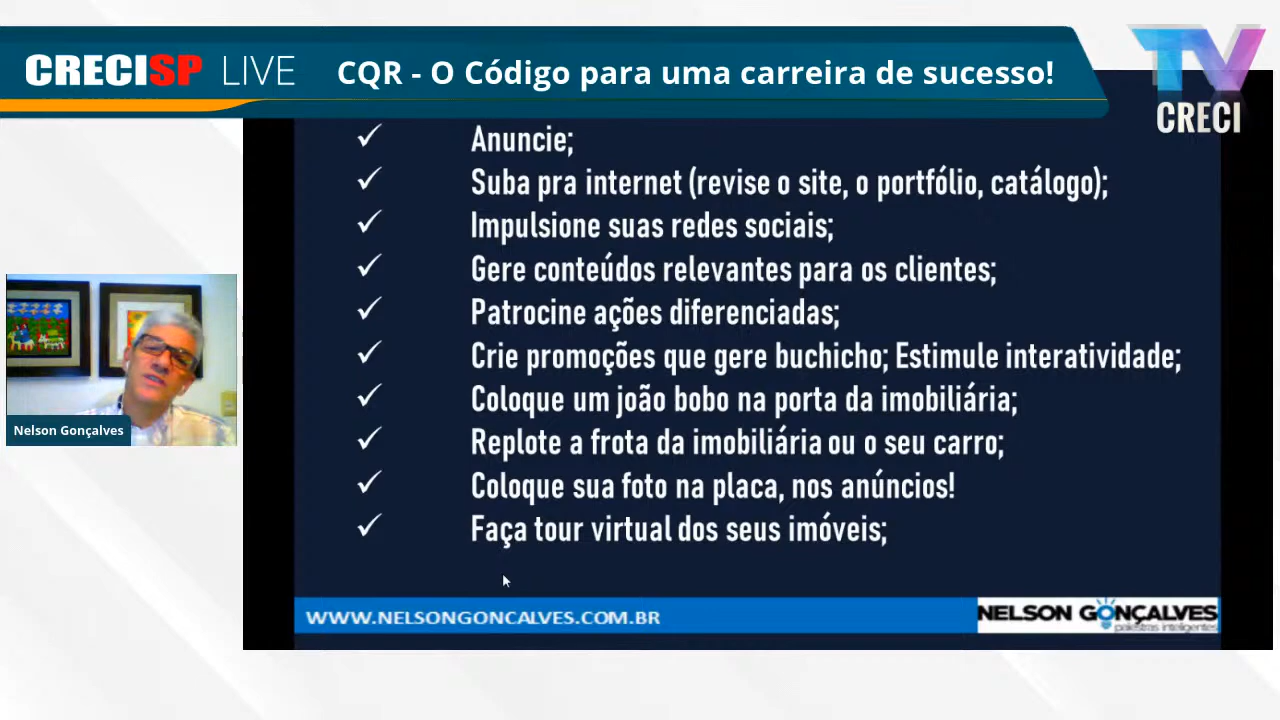 CRECISP LIVE
CQR - O Código para uma carreira de sucesso!
TV
CRECI
Anuncie;
Suba pra internet (revise o site, o portfólio, catálogo);
Impulsione suas redes sociais;
Gere conteúdos relevantes para os clientes;
Patrocine ações diferenciadas;
Crie promoções que gere buchicho; Estimule interatividade;
Coloque um joão bobo na porta da imobiliária;
Replote a frota da imobiliária ou o seu carro;
Coloque sua foto na placa, nos anúncios!
Faça tour virtual dos seus imóveis;
Nelson Gonçalves
WWW.NELSONGONCALVES.COM.BR
NELSON GONÇALVES
palestras inteligentes